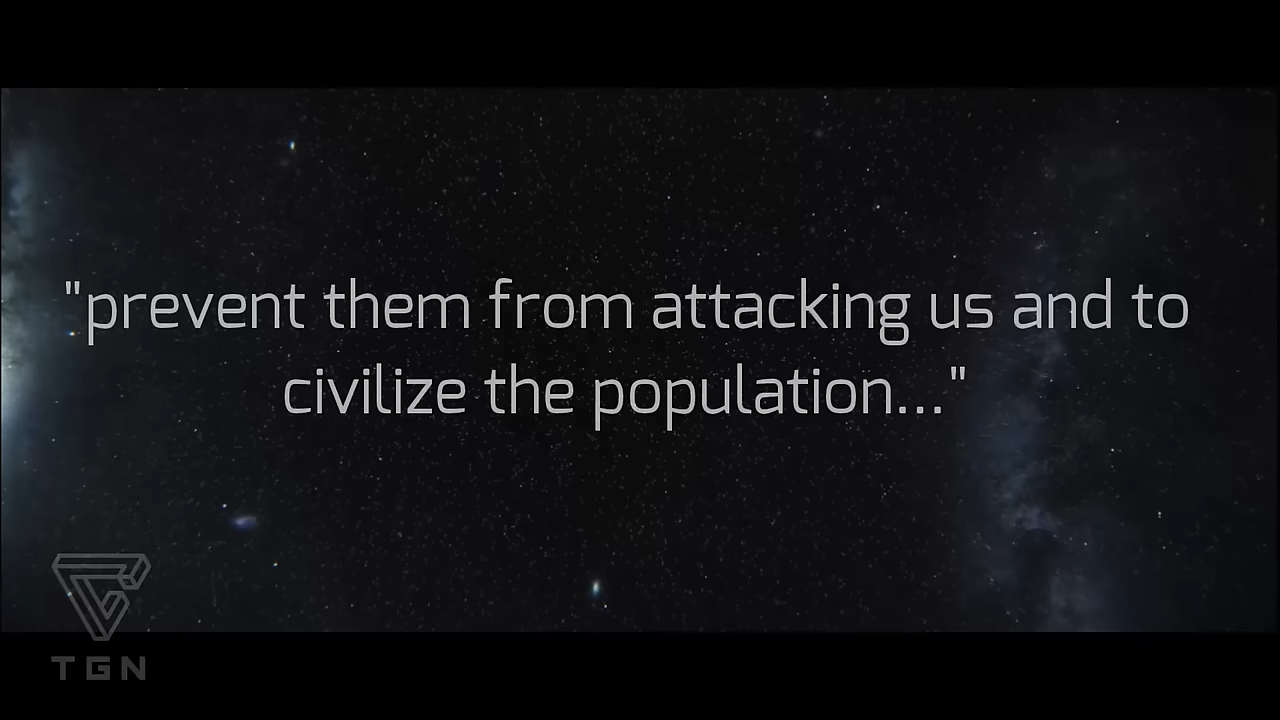 "prevent them from attacking us and to
civilize the population..."
TGN